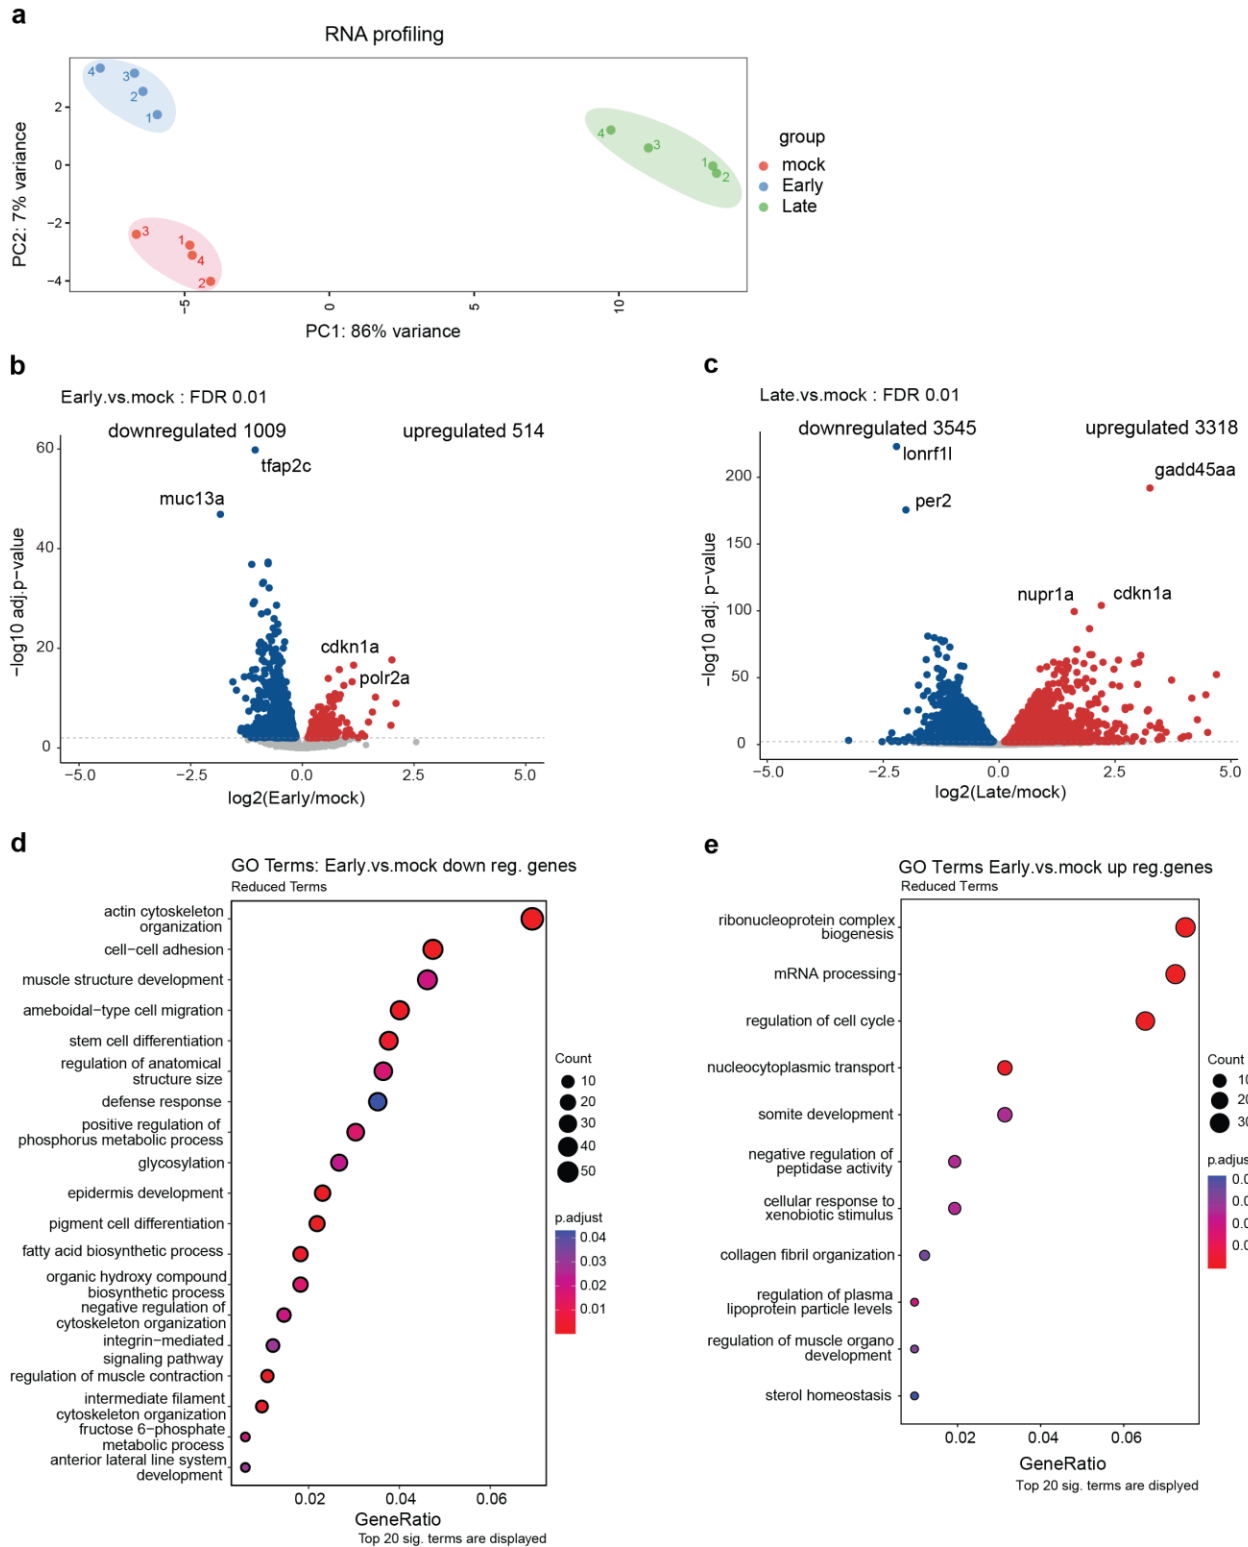 a
RNA profiling
PC2: 7% variance
2
0
−2
−4
4
3
2
1
3
1
4
2
4
3
1
2
group
mock
Early
Late
−5
0
5
10
PC1: 86% variance
b
Early.vs.mock : FDR 0.01
downregulated 1009
upregulated 514
−log10 adj.p−value
60
40
20
0
tfap2c
muc13a
cdkn1a
polr2a
−5.0
−2.5
0.0
2.5
5.0
log2(Early/mock)
c
Late.vs.mock : FDR 0.01
downregulated 3545
upregulated 3318
−log10 adj. p−value
200
150
100
50
0
lonrf1l
per2
gadd45aa
nupr1a
cdkn1a
−5.0
−2.5
0.0
2.5
5.0
log2(Late/mock)
d
GO Terms: Early.vs.mock down reg. genes
Reduced Terms
actin cytoskeleton
organization
cell−cell adhesion
muscle structure development
ameboidal−type cell migration
stem cell differentiation
regulation of anatomical
structure size
defense response
positive regulation of
phosphorus metabolic process
glycosylation
epidermis development
pigment cell differentiation
fatty acid biosynthetic process
organic hydroxy compound
biosynthetic process
negative regulation of
cytoskeleton organization
integrin−mediated
signaling pathway
regulation of muscle contraction
intermediate filament
cytoskeleton organization
fructose 6−phosphate
metabolic process
anterior lateral line system
development
0.02
0.04
0.06
GeneRatio
Top 20 sig. terms are displayed
Count
10
20
30
40
50
p.adjust
0.04
0.03
0.02
0.01
e
GO Terms Early.vs.mock up reg.genes
Reduced Terms
ribonucleoprotein complex
biogenesis
mRNA processing
regulation of cell cycle
nucleocytoplasmic transport
somite development
negative regulation of
peptidase activity
cellular response to
xenobiotic stimulus
collagen fibril organization
regulation of plasma
lipoprotein particle levels
regulation of muscle organo
development
sterol homeostasis
0.02
0.04
0.06
GeneRatio
Top 20 sig. terms are displyed
Count
10
20
30
p.adjus
0.0
0.0
0.0
0.0